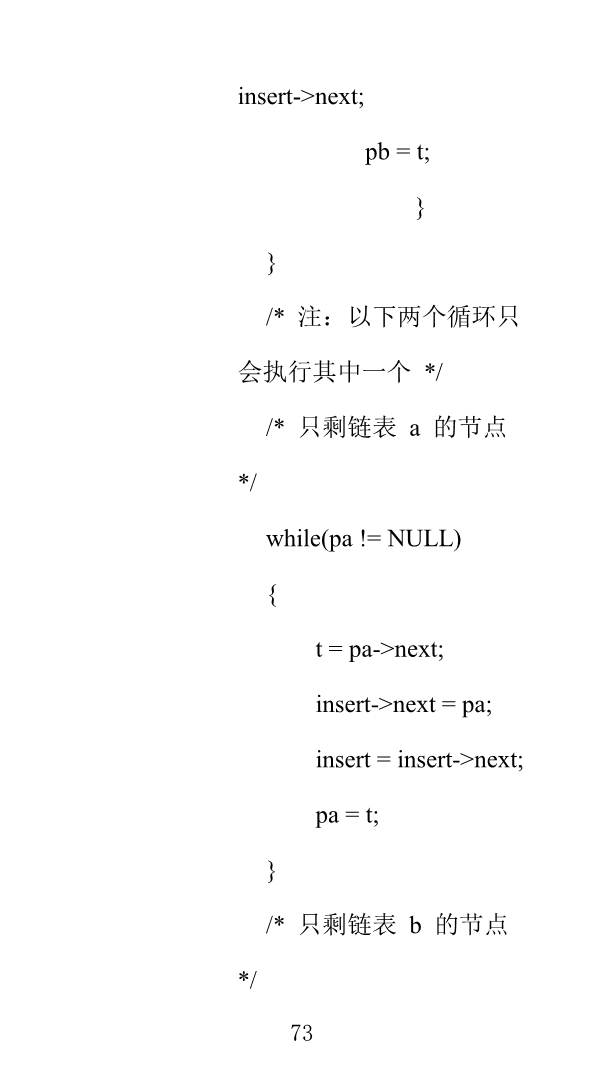 insert->next;
pb = t;
}
}
/* 注：以下两个循环只
会执行其中一个 */
/* 只剩链表 a 的节点
*/
while(pa != NULL)
{
t = pa->next;
insert->next = pa;
insert = insert->next;
pa = t;
}
/* 只剩链表 b 的节点
*/
73